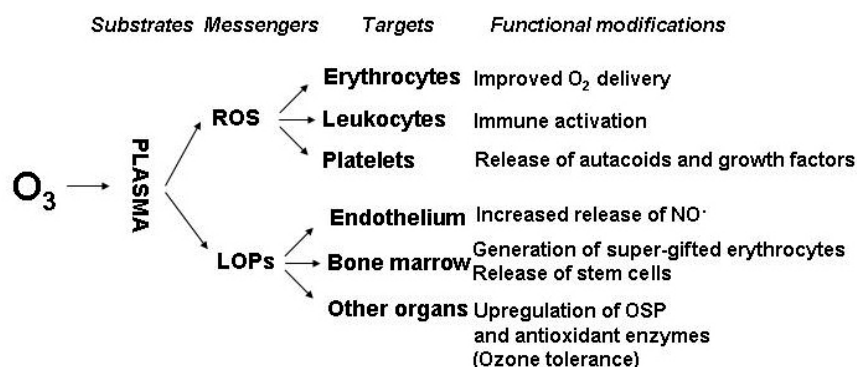 Substrates Messengers Targets Functional modifications
Erythrocytes Improved O₂ delivery
ROS Leukocytes Immune activation
Platelets Release of autacoids and growth factors
O₃ PLASMA
Endothelium Increased release of NO·
LOPs Bone marrow Generation of super-gifted erythrocytes
Release of stem cells
Other organs Upregulation of OSP
and antioxidant enzymes
(Ozone tolerance)